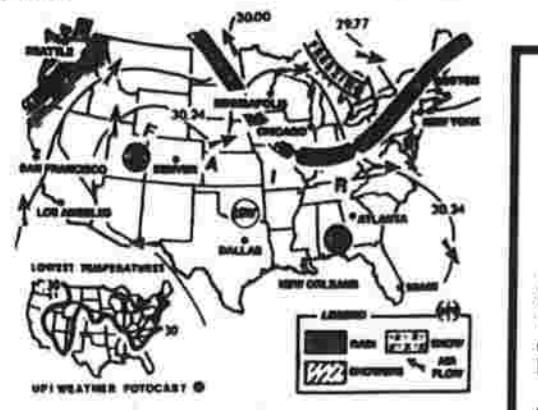 30.00
29.77
SEATTLE
BOSTON
MINNEAPOLIS
NEW YORK
30.24
CHICAGO
F
SAN FRANCISCO
DENVER
A
I
R
LOS ANGELES
ATLANTA
30.24
LOW
DALLAS
LOWEST TEMPERATURES
NEW ORLEANS
MIAMI
LEGEND
RAIN
SNOW
SHOWERS
AIR
FLOW
30
UPI WEATHER FOTOCAST